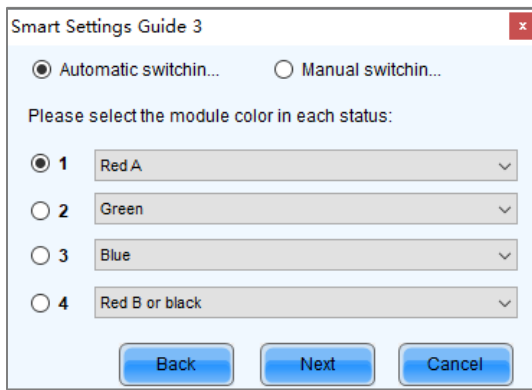 Smart Settings Guide 3
x
Automatic switchin... Manual switchin...
Please select the module color in each status:
1 Red A
2 Green
3 Blue
4 Red B or black
Back Next Cancel